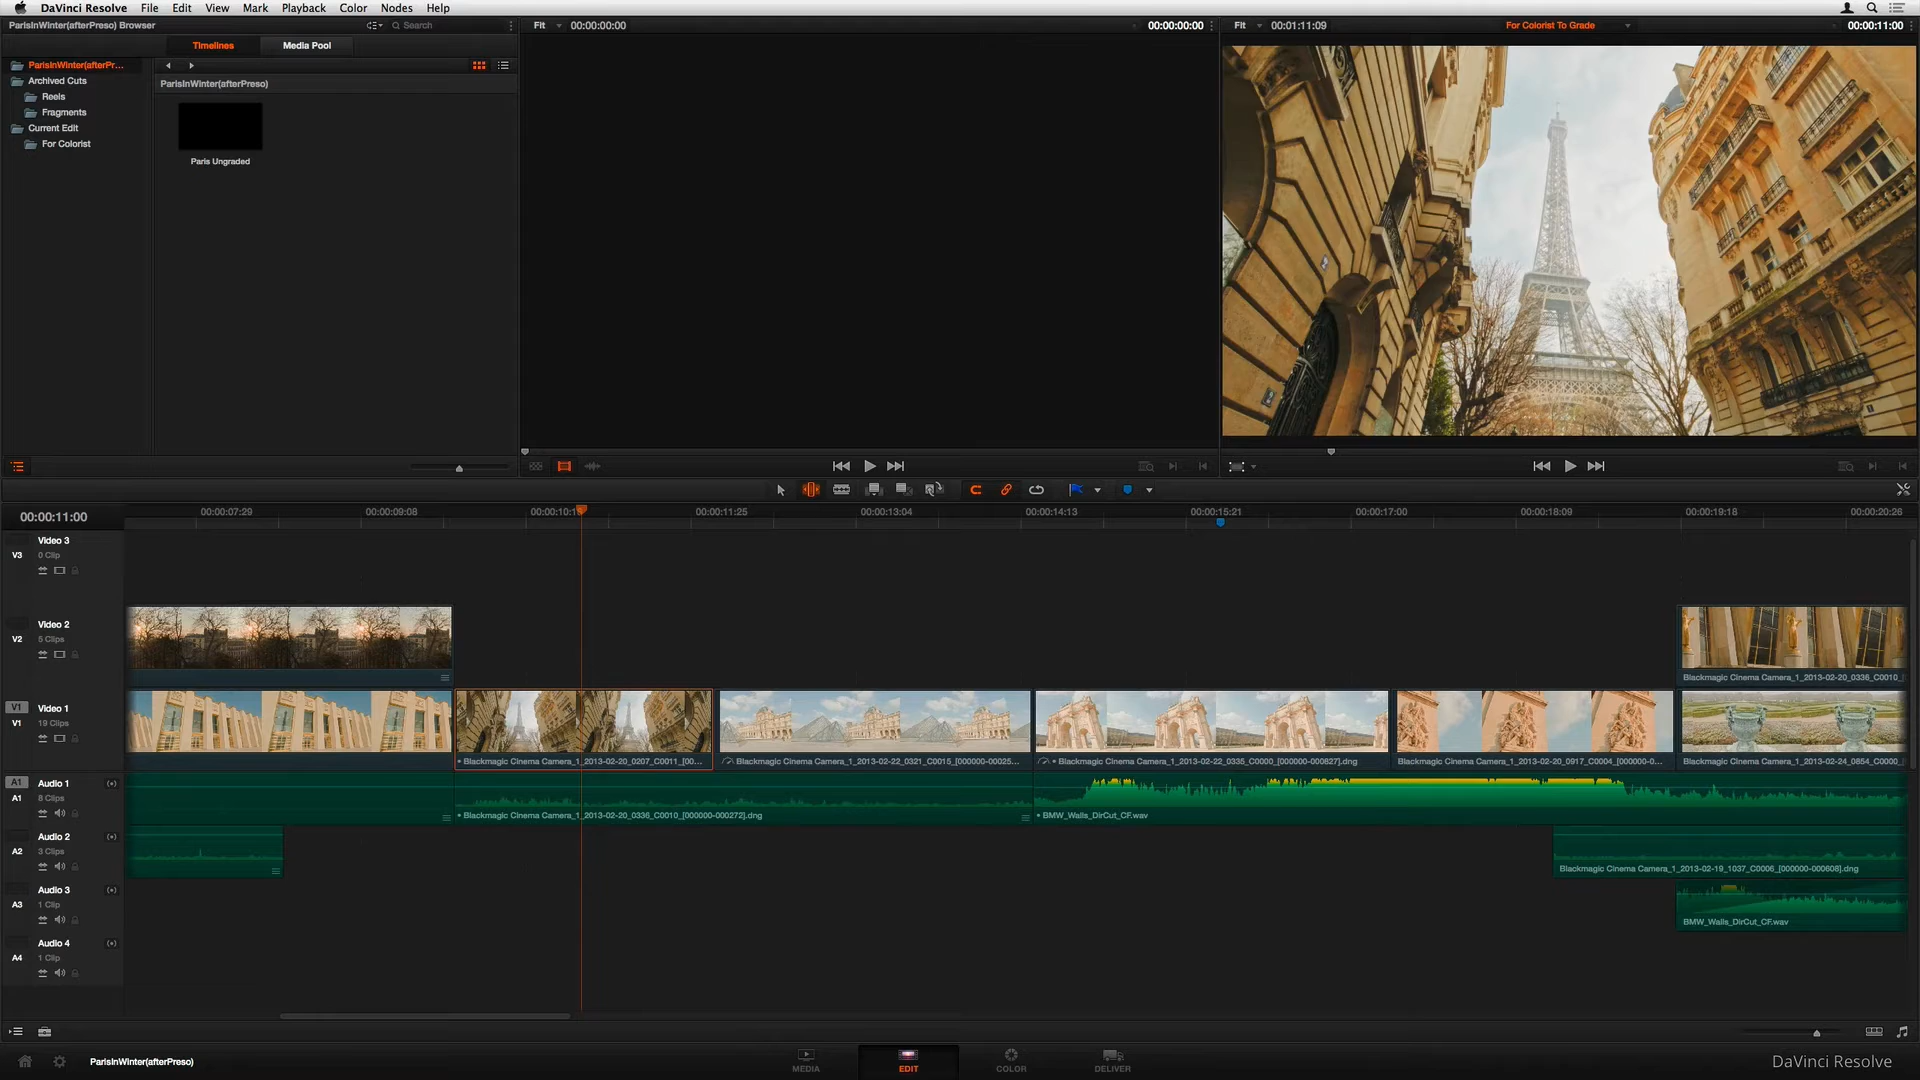 DaVinci Resolve File Edit View Mark Playback Color Nodes Help
ParisInWinter(afterPreso) Browser
Search
Fit 00:00:00:00 00:00:00:00
Fit 00:01:11:09 For Colorist To Grade 00:00:11:00
Timelines Media Pool
ParisInWinter(afterPr...
Archived Cuts
Reels
Fragments
Current Edit
For Colorist
ParisInWinter(afterPreso)
Paris Ungraded
00:00:11:00
00:00:07:29 00:00:09:08 00:00:11:25 00:00:13:04 00:00:14:13 00:00:15:21 00:00:17:00 00:00:18:09 00:00:19:18 00:00:20:26
Video 3
V3 0 Clip
Video 2
V2 5 Clips
Blackmagic Cinema Camera_1_2013-02-20_0336_C0010_[
V1 Video 1
V1 19 Clips
Blackmagic Cinema Camera_1_2013-02-20_0207_C0011_[00...
Blackmagic Cinema Camera_1_2013-02-22_0321_C0015_[000000-00025...
Blackmagic Cinema Camera_1_2013-02-22_0335_C0000_[000000-000827].dng
Blackmagic Cinema Camera_1_2013-02-20_0917_C0004_[000000-0...
Blackmagic Cinema Camera_1_2013-02-24_0854_C0000_
A1 Audio 1
A1 8 Clips
Blackmagic Cinema Camera_1_2013-02-20_0336_C0010_[000000-000272].dng
BMW_Walls_DirCut_CF.wav
Audio 2
A2 3 Clips
Blackmagic Cinema Camera_1_2013-02-19_1037_C0006_[000000-000608].dng
Audio 3
A3 1 Clip
BMW_Walls_DirCut_CF.wav
Audio 4
A4 1 Clip
ParisInWinter(afterPreso)
MEDIA EDIT COLOR DELIVER
DaVinci Resolve